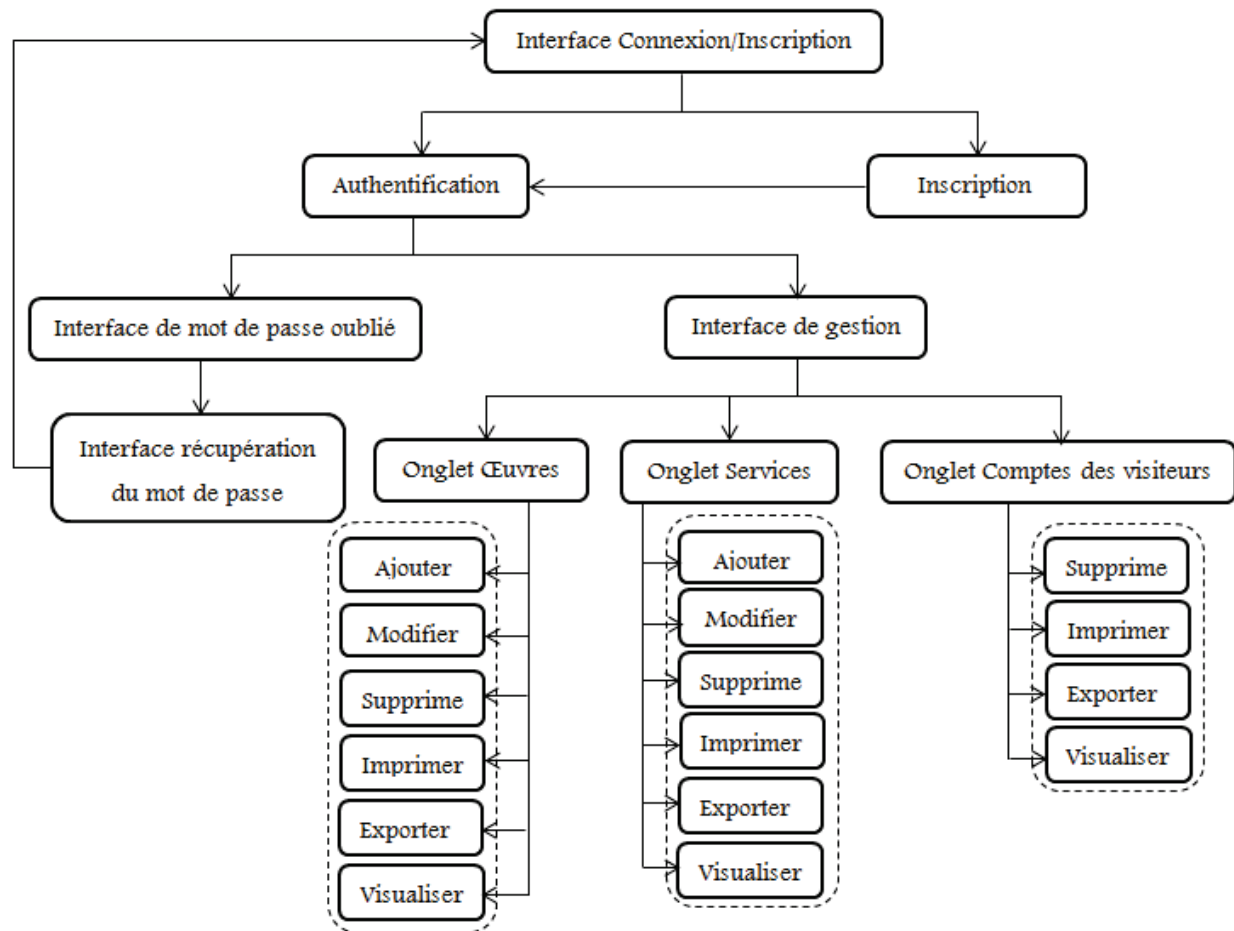 Interface Connexion/Inscription
Authentification
Inscription
Interface de mot de passe oublié
Interface de gestion
Interface récupération
du mot de passe
Onglet Œuvres
Onglet Services
Onglet Comptes des visiteurs
Ajouter
Modifier
Supprime
Imprimer
Exporter
Visualiser
Ajouter
Modifier
Supprime
Imprimer
Exporter
Visualiser
Supprime
Imprimer
Exporter
Visualiser